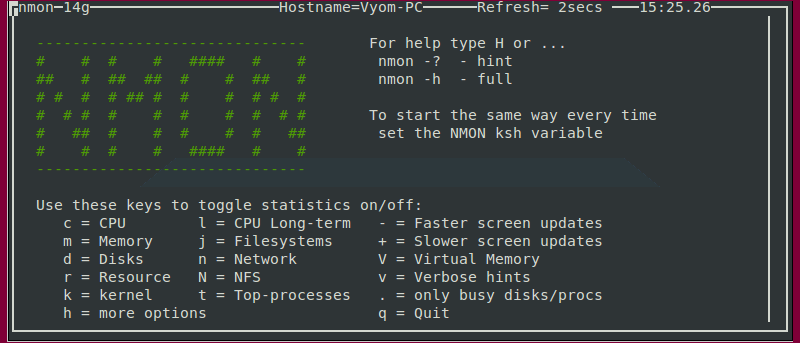 nmon-14g Hostname=Vyom-PC Refresh= 2secs 15:25.26
------------------------------ For help type H or ...
#    #  #    #   ####   #    # nmon -?  - hint
##   #  ##  ##  #    #  ##   # nmon -h  - full
# #  #  # ## #  #    #  # #  #
#  # #  #    #  #    #  #  # # To start the same way every time
#   ##  #    #  #    #  #   ## set the NMON ksh variable
#    #  #    #   ####   #    #
------------------------------
Use these keys to toggle statistics on/off:
c = CPU l = CPU Long-term - = Faster screen updates
m = Memory j = Filesystems + = Slower screen updates
d = Disks n = Network V = Virtual Memory
r = Resource N = NFS v = Verbose hints
k = kernel t = Top-processes . = only busy disks/procs
h = more options q = Quit